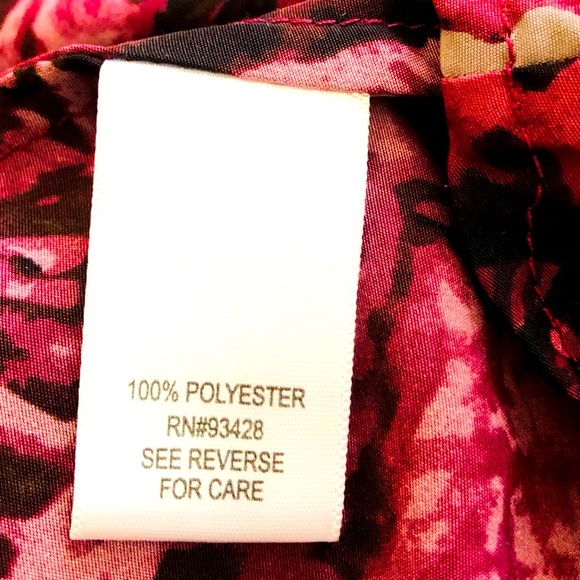 100% POLYESTER
RN#93428
SEE REVERSE
FOR CARE